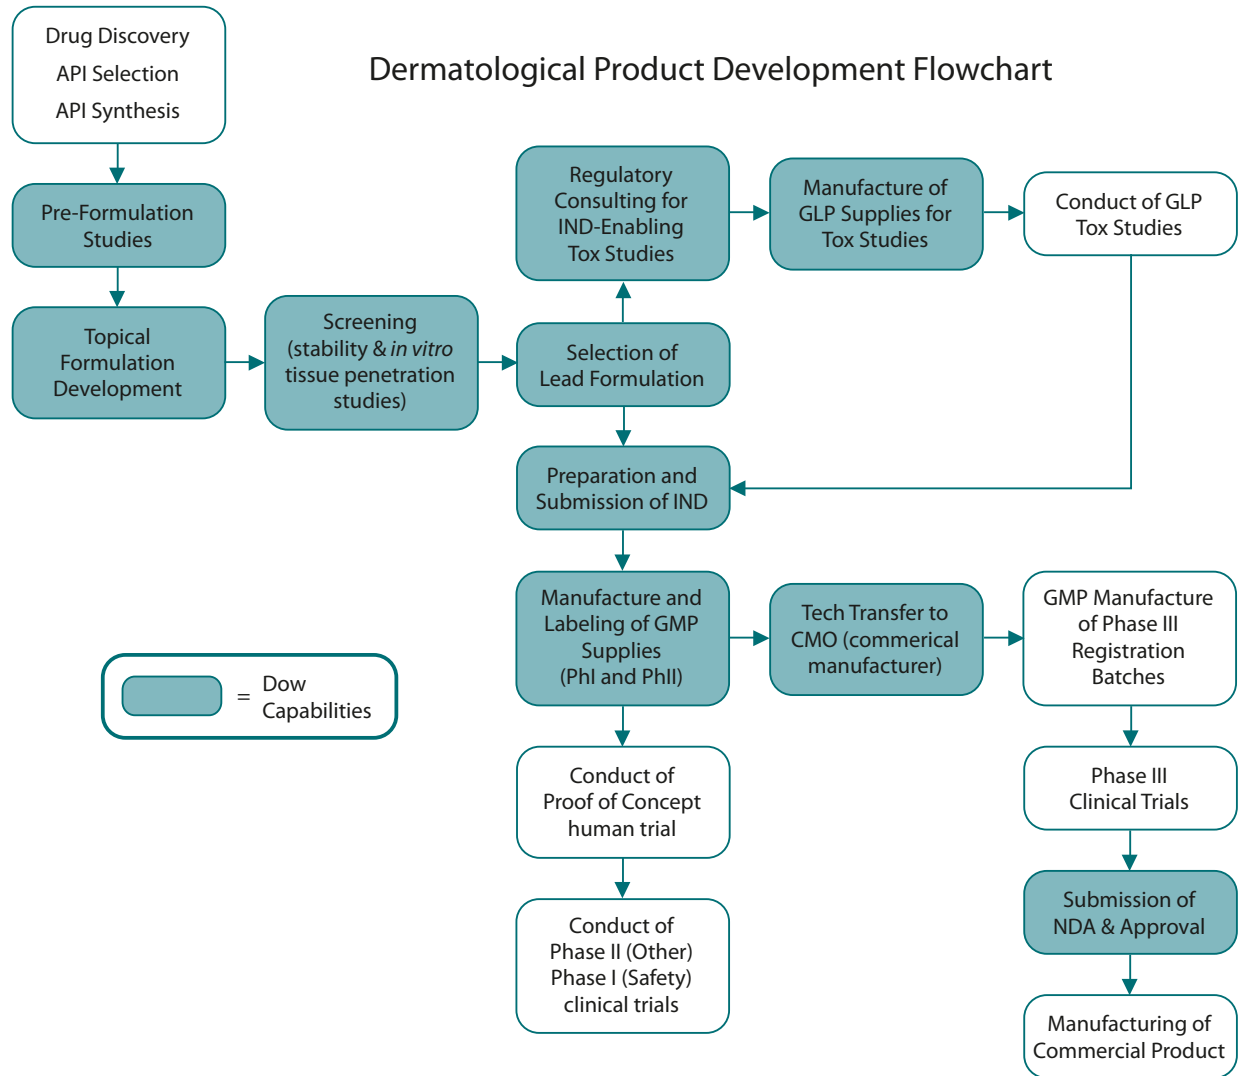 Drug Discovery
API Selection
API Synthesis
Dermatological Product Development Flowchart
Pre-Formulation
Studies
Topical
Formulation
Development
Screening
(stability & in vitro
tissue penetration
studies)
Regulatory
Consulting for
IND-Enabling
Tox Studies
Manufacture of
GLP Supplies for
Tox Studies
Conduct of GLP
Tox Studies
Selection of
Lead Formulation
Preparation and
Submission of IND
Manufacture and
Labeling of GMP
Supplies
(PhI and PhII)
Tech Transfer to
CMO (commerical
manufacturer)
GMP Manufacture
of Phase III
Registration
Batches
= Dow
Capabilities
Conduct of
Proof of Concept
human trial
Phase III
Clinical Trials
Conduct of
Phase II (Other)
Phase I (Safety)
clinical trials
Submission of
NDA & Approval
Manufacturing of
Commercial Product